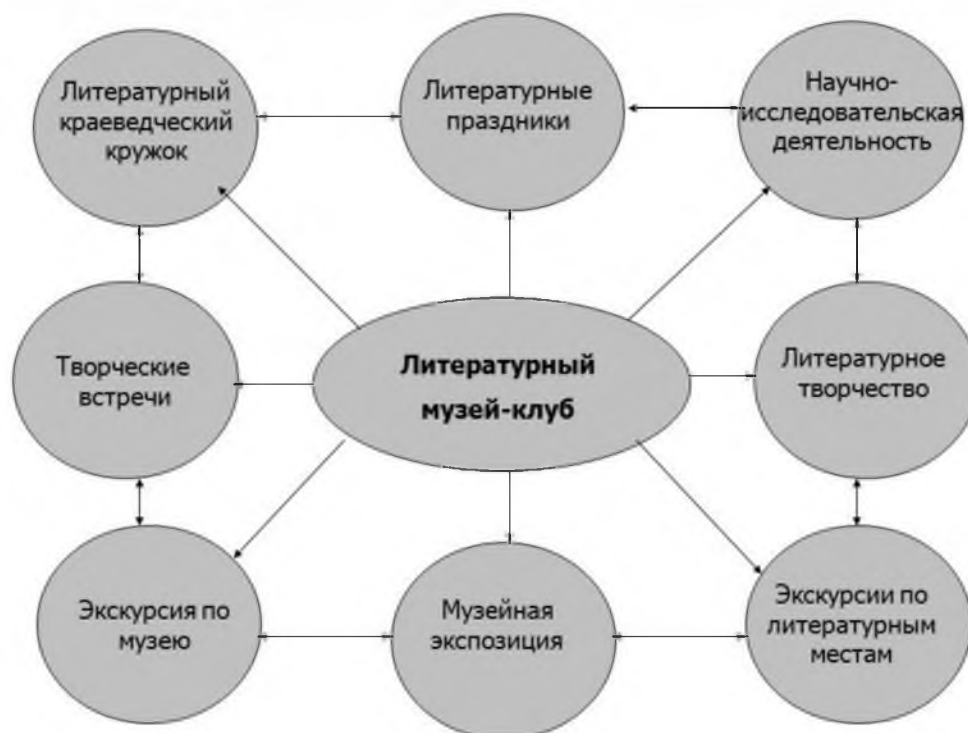 Литературный
краеведческий
кружок
Литературные
праздники
Научно-
исследовательская
деятельность
Творческие
встречи
Литературный
музей-клуб
Литературное
творчество
Экскурсия по
музею
Музейная
экспозиция
Экскурсии по
литературным
местам